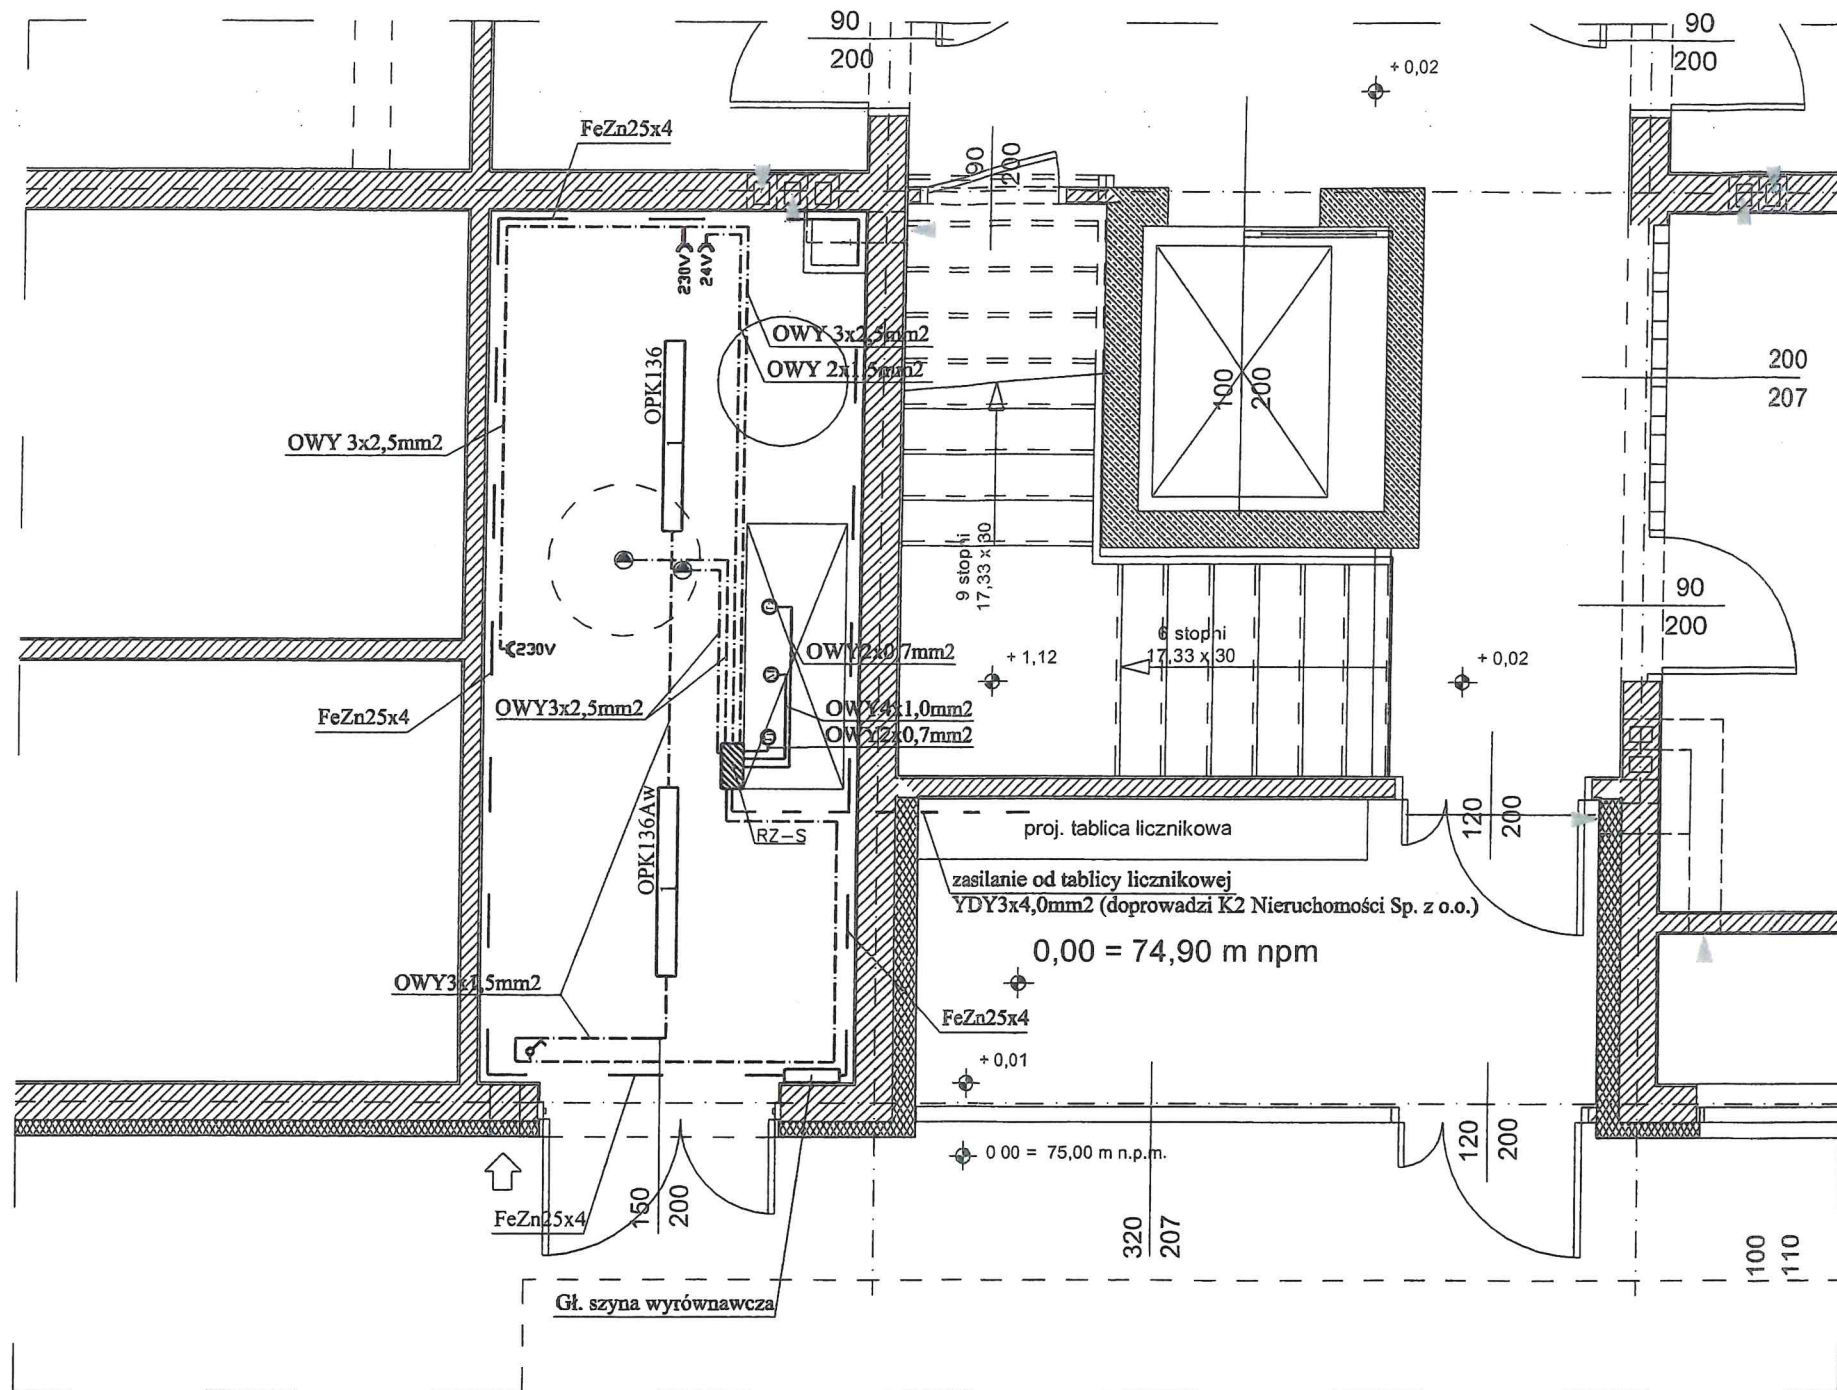 90
200
90
200
+ 0,02
FeZn25x4
90
200
230V
24V
OWY 3x2,5mm2
OWY 2x1,5mm2
OPK136
100
200
200
207
OWY 3x2,5mm2
9 stopni
17,33 x 30
90
200
6 stopni
17,33 x 30
230V
OWY2x0,7mm2
+ 1,12
+ 0,02
FeZn25x4
OWY3x2,5mm2
OWY4x1,0mm2
OWY2x0,7mm2
OPK136Aw
RZ-S
proj. tablica licznikowa
120
200
zasilanie od tablicy licznikowej
YDY3x4,0mm2 (doprowadzi K2 Nieruchomości Sp. z o.o.)
0,00 = 74,90 m npm
OWY3x1,5mm2
FeZn25x4
+ 0,01
0 00 = 75,00 m n.p.m.
120
200
FeZn25x4
150
200
320
207
100
110
Gł. szyna wyrównawcza